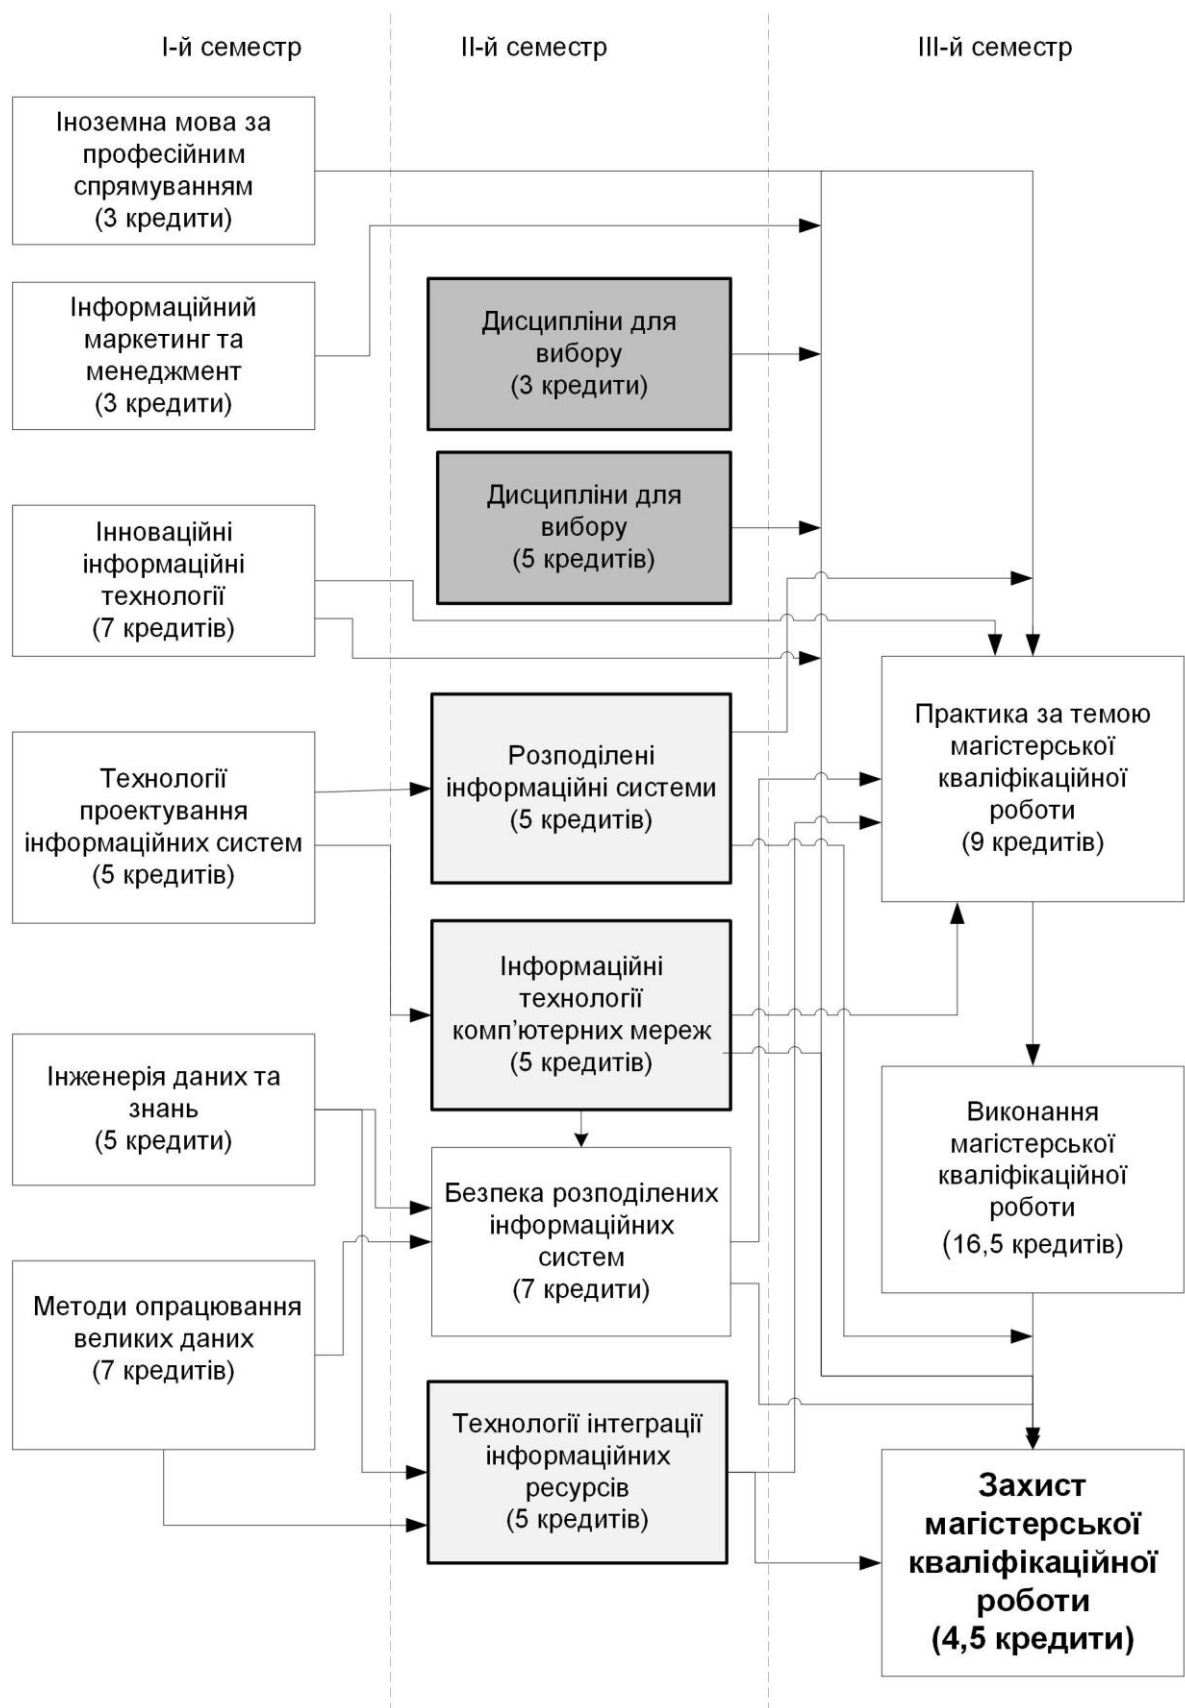 І-й семестр
ІІ-й семестр
ІІІ-й семестр
Іноземна мова за
професійним
спрямуванням
(3 кредити)
Інформаційний
маркетинг та
менеджмент
(3 кредити)
Інноваційні
інформаційні
технології
(7 кредитів)
Технології
проектування
інформаційних систем
(5 кредитів)
Інженерія даних та
знань
(5 кредити)
Методи опрацювання
великих даних
(7 кредитів)
Дисципліни для
вибору
(3 кредити)
Дисципліни для
вибору
(5 кредитів)
Розподілені
інформаційні системи
(5 кредитів)
Інформаційні
технології
комп’ютерних мереж
(5 кредитів)
Безпека розподілених
інформаційних
систем
(7 кредити)
Технології інтеграції
інформаційних
ресурсів
(5 кредитів)
Практика за темою
магістерської
кваліфікаційної
роботи
(9 кредитів)
Виконання
магістерської
кваліфікаційної
роботи
(16,5 кредитів)
Захист
магістерської
кваліфікаційної
роботи
(4,5 кредити)